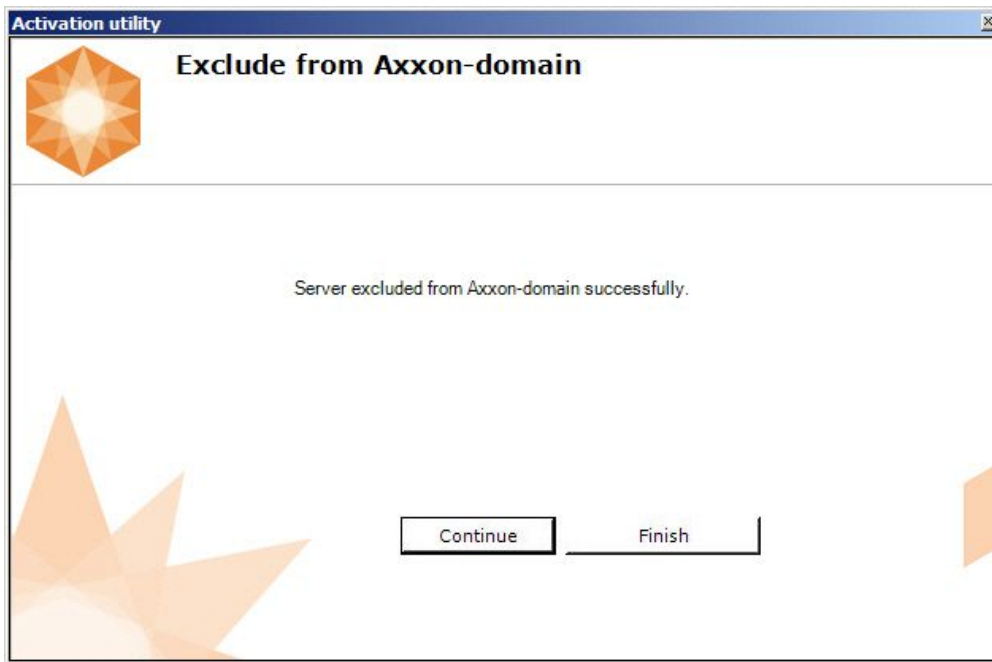 Activation utility
Exclude from Axxon-domain
Server excluded from Axxon-domain successfully.
Continue
Finish